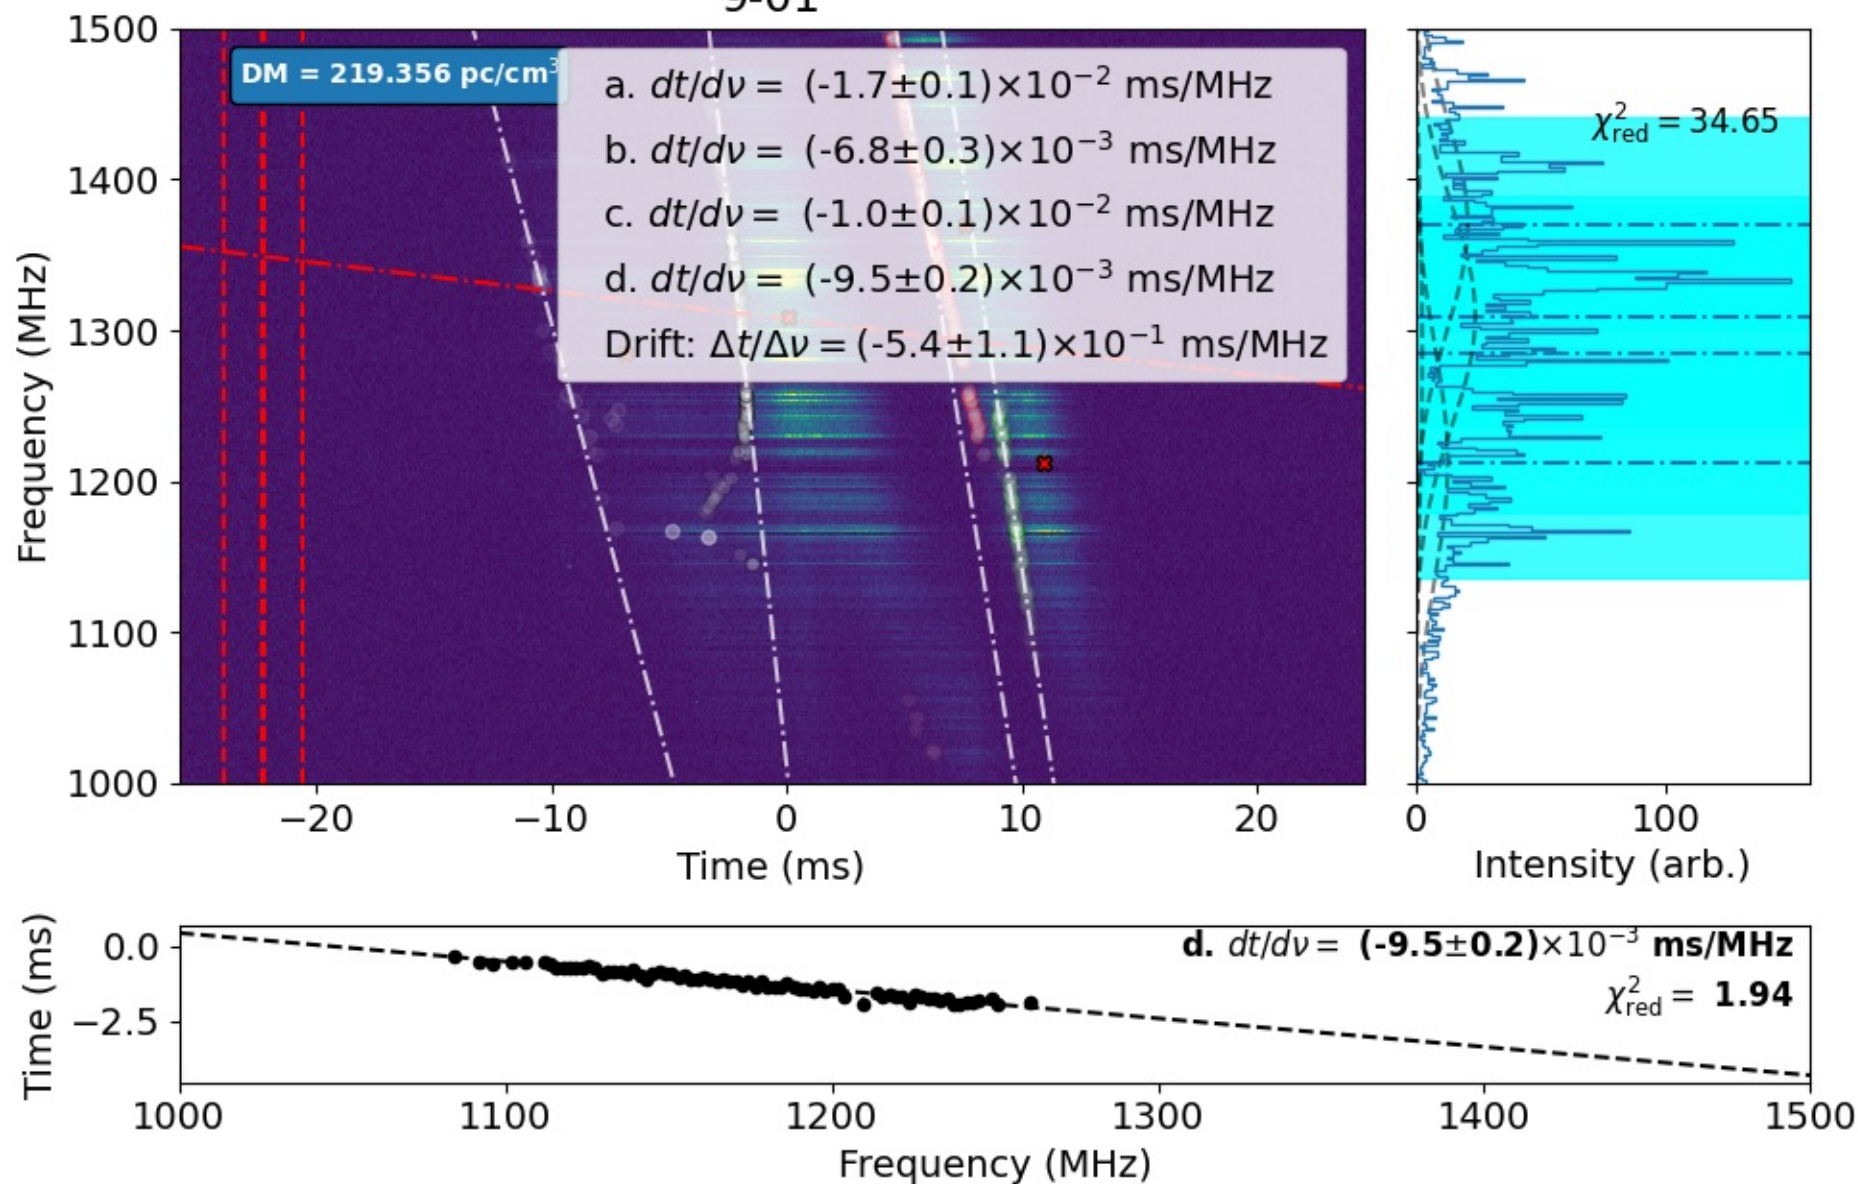 1500
1400
1300
1200
1100
1000
Frequency (MHz)
DM = 219.356 pc/cm³
a. dt/dν = (-1.7±0.1)×10⁻² ms/MHz
b. dt/dν = (-6.8±0.3)×10⁻³ ms/MHz
c. dt/dν = (-1.0±0.1)×10⁻² ms/MHz
d. dt/dν = (-9.5±0.2)×10⁻³ ms/MHz
Drift: Δt/Δν = (-5.4±1.1)×10⁻¹ ms/MHz
−20 −10 0 10 20
Time (ms)
χ²red = 34.65
0 100
Intensity (arb.)
Time (ms)
0.0
−2.5
d. dt/dν = (-9.5±0.2)×10⁻³ ms/MHz
χ²red = 1.94
1000 1100 1200 1300 1400 1500
Frequency (MHz)